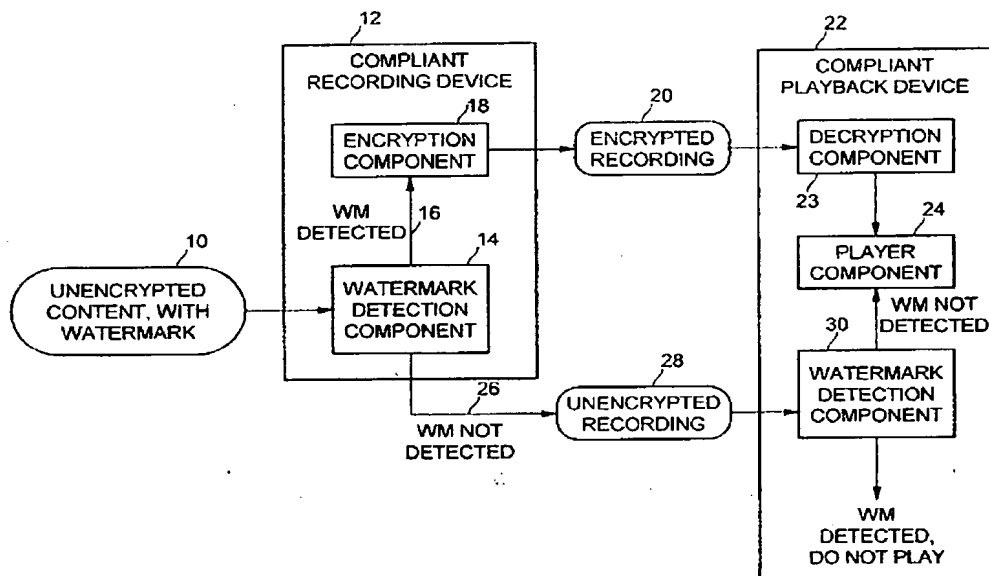 12
COMPLIANT
RECORDING DEVICE
18
ENCRYPTION
COMPONENT
WM
DETECTED
16
14
WATERMARK
DETECTION
COMPONENT
10
UNENCRYPTED
CONTENT, WITH
WATERMARK
26
WM NOT
DETECTED
20
ENCRYPTED
RECORDING
28
UNENCRYPTED
RECORDING
22
COMPLIANT
PLAYBACK DEVICE
DECRYPTION
COMPONENT
23
24
PLAYER
COMPONENT
WM NOT
DETECTED
30
WATERMARK
DETECTION
COMPONENT
WM
DETECTED,
DO NOT PLAY